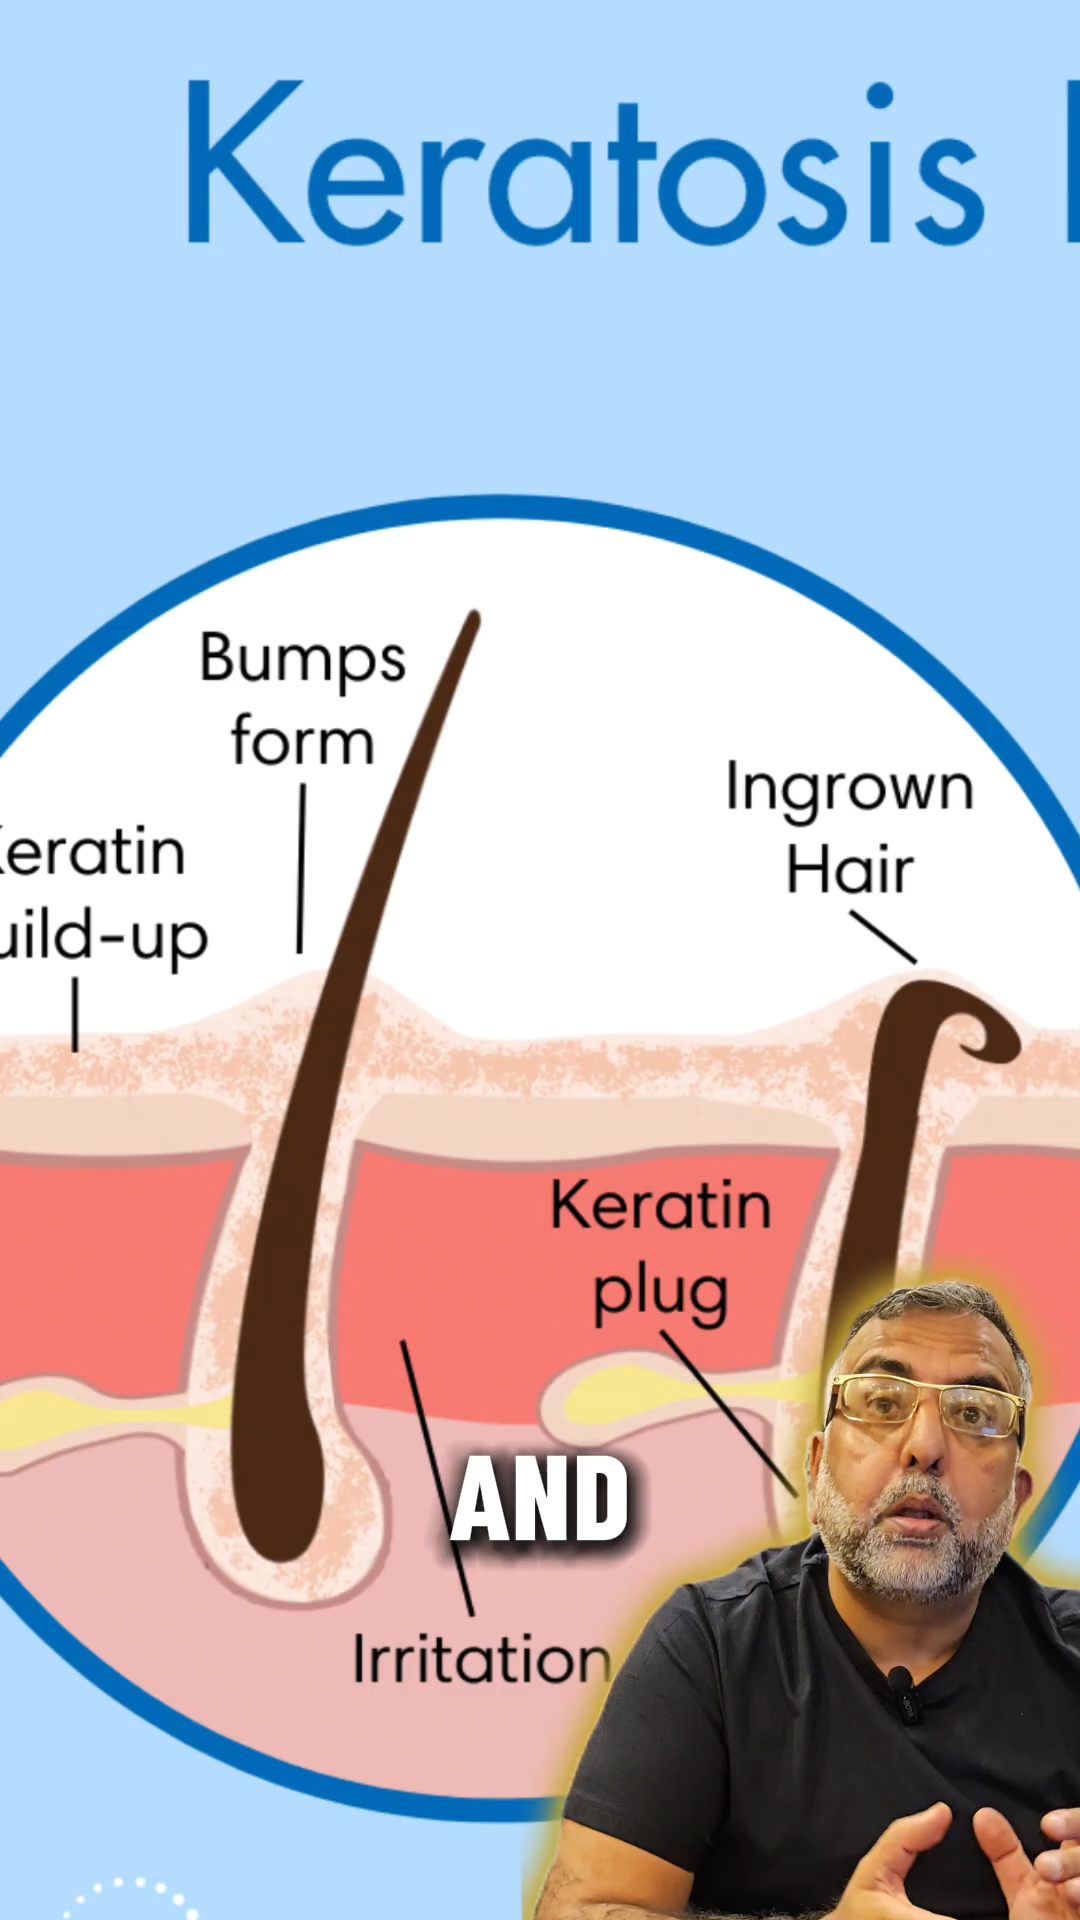 Keratosis
Bumps
form
Ingrown
Hair
eratin
uild-up
Keratin
plug
AND
Irritation